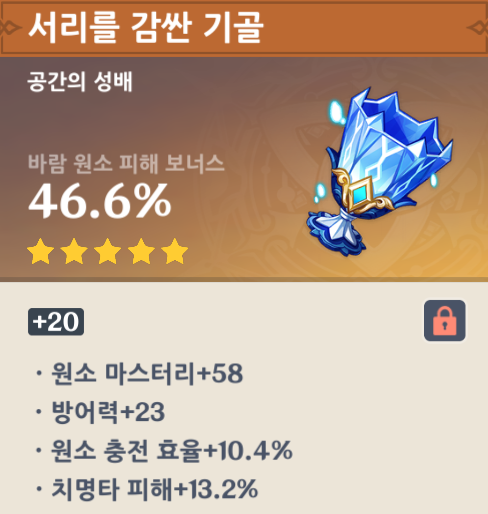 서리를 감싼 기골
공간의 성배
바람 원소 피해 보너스
46.6%
+20
· 원소 마스터리+58
· 방어력+23
· 원소 충전 효율+10.4%
· 치명타 피해+13.2%